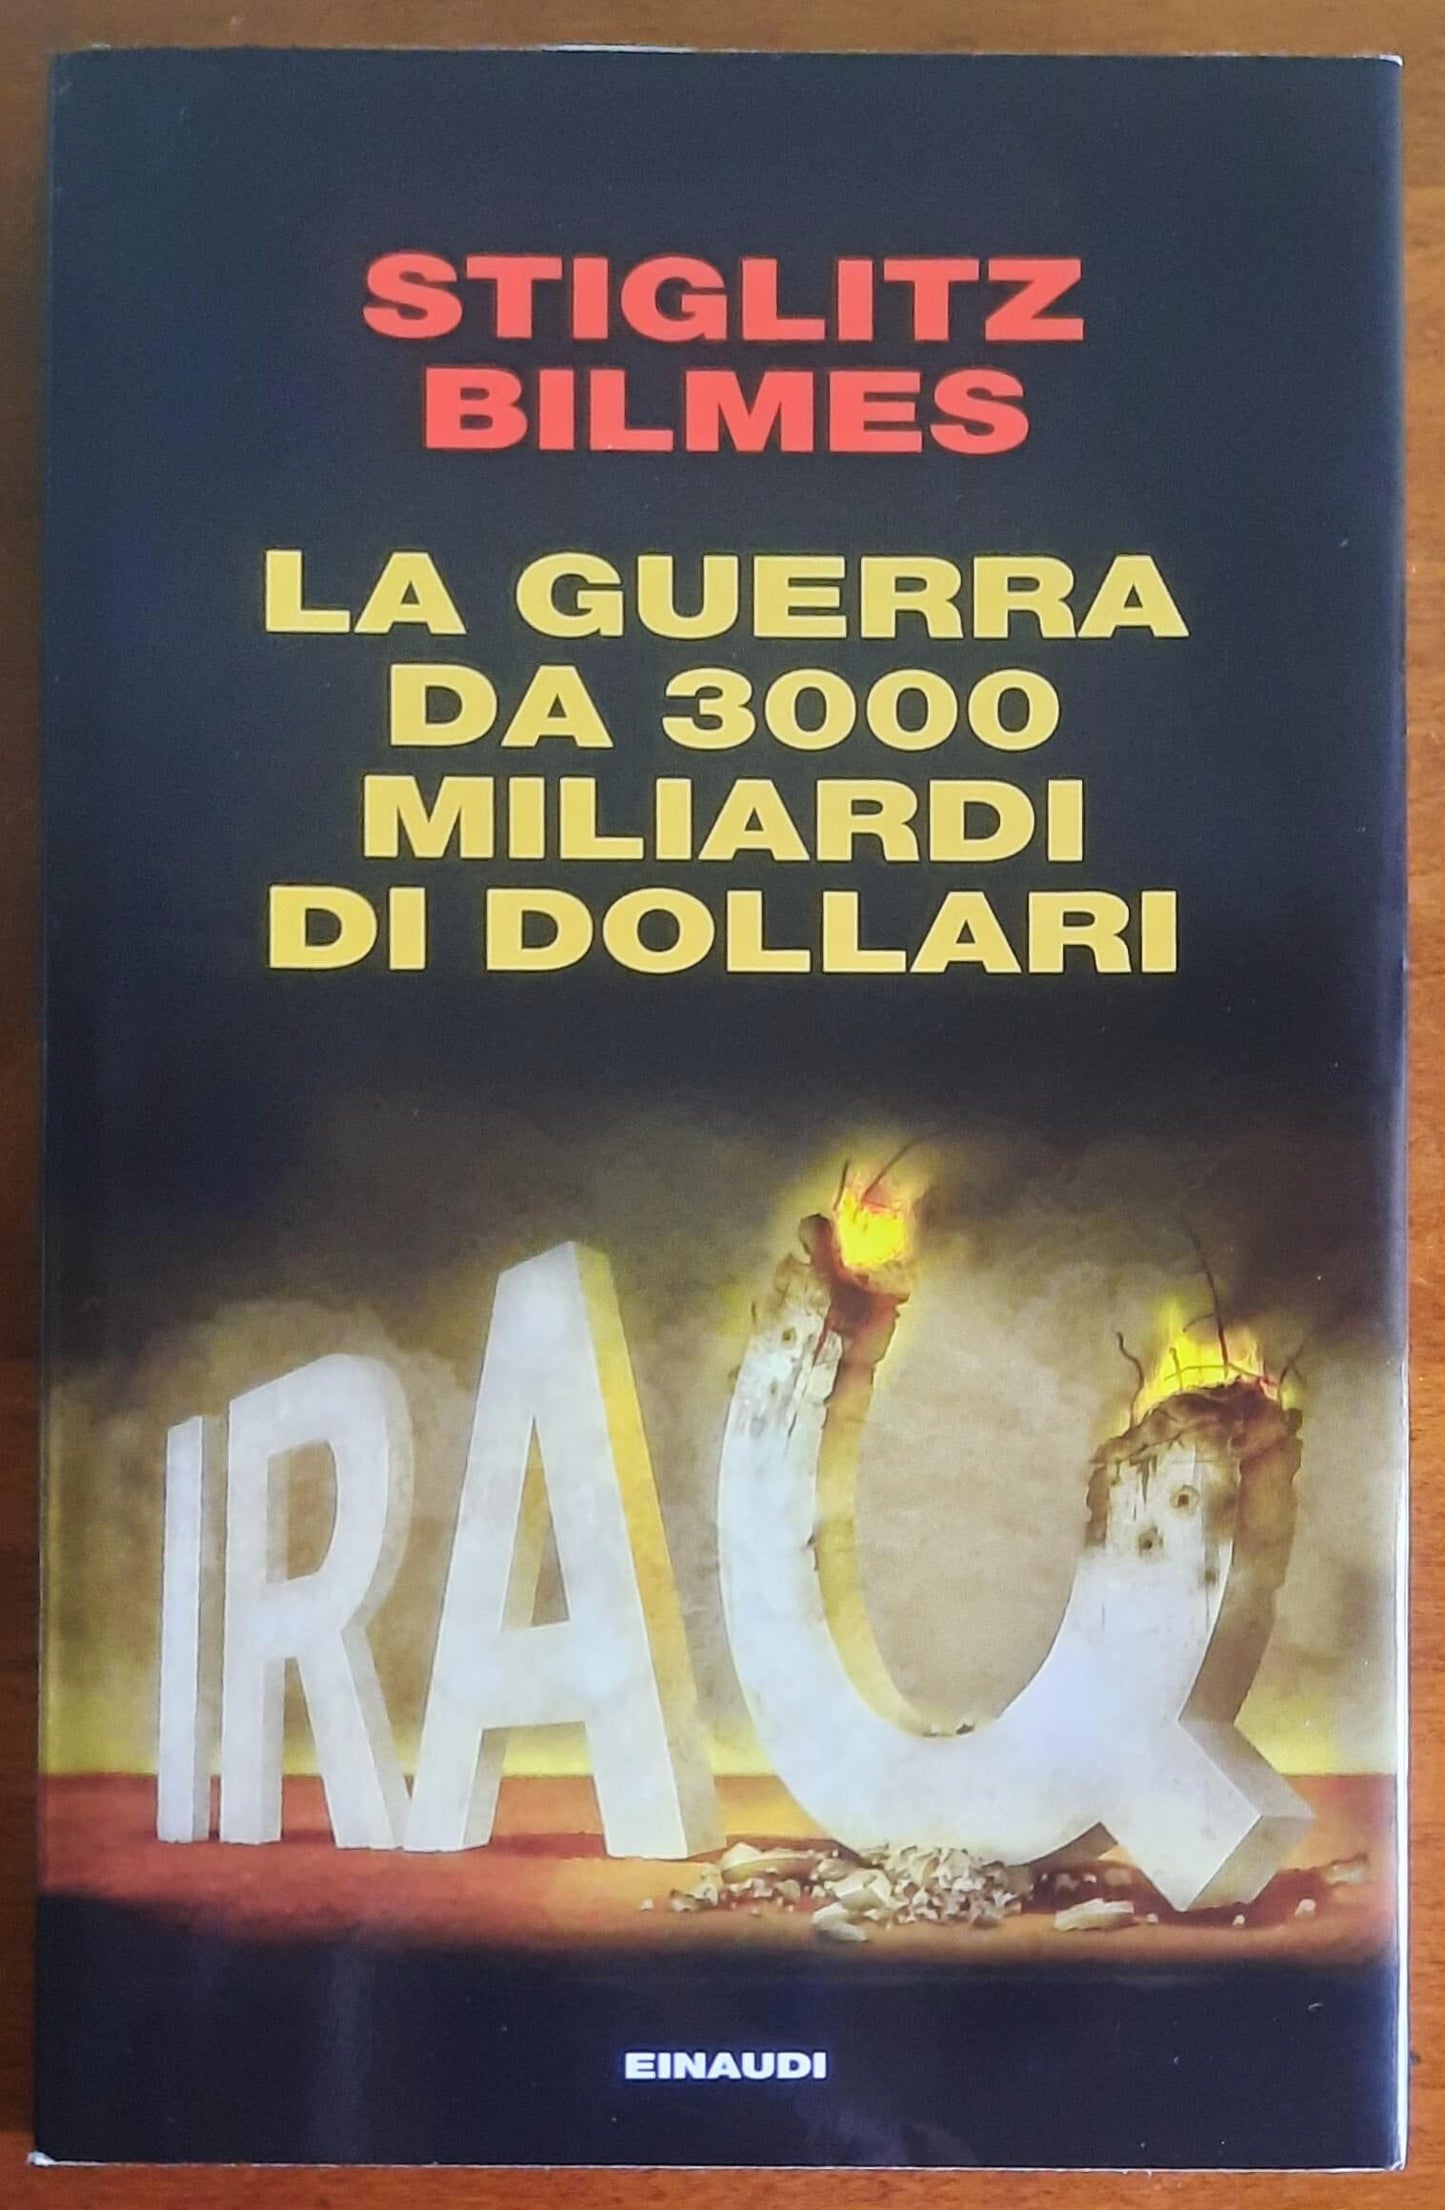 STIGLITZ
BILMES
LA GUERRA
DA 3000
MILIARDI
DI DOLLARI
IRAQ
EINAUDI